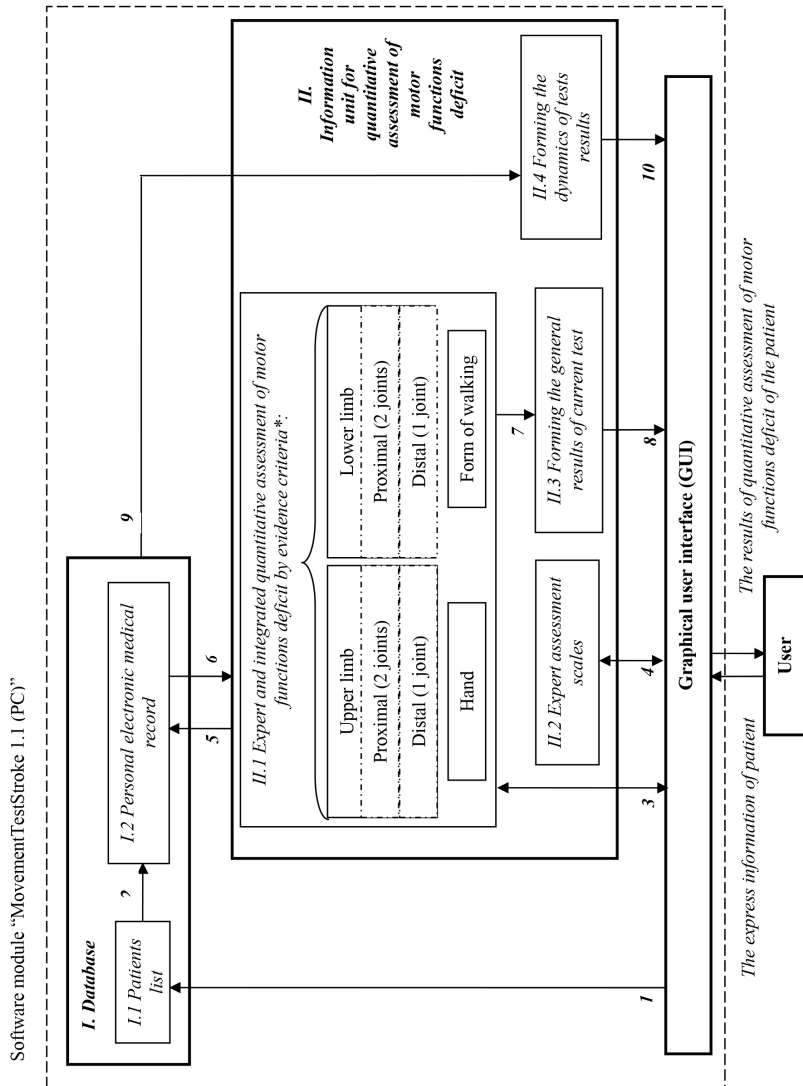 Software module “MovementTestStroke 1.1 (PC)”
I. Database
I.1 Patients
list
2
I.2 Personal electronic medical
record
9
5
6
II.
Information
unit for
quantitative
assessment of
motor
functions
deficit
II.1 Expert and integrated quantitative assessment of motor
functions deficit by evidence criteria*:
Upper limb
Proximal (2 joints)
Distal (1 joint)
Hand
Lower limb
Proximal (2 joints)
Distal (1 joint)
Form of walking
7
II.2 Expert assessment
scales
II.3 Forming the general
results of current test
II.4 Forming the
dynamics of tests
results
1
3
4
8
10
Graphical user interface (GUI)
The express information of patient
The results of quantitative assessment of motor
functions deficit of the patient
User